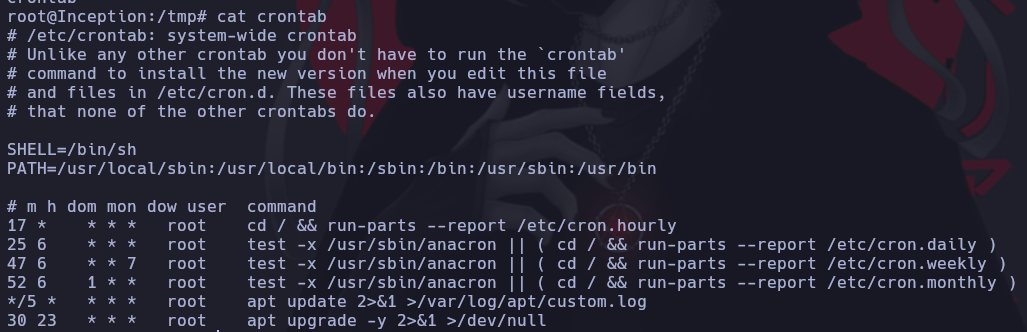 crontab
root@Inception:/tmp# cat crontab
# /etc/crontab: system-wide crontab
# Unlike any other crontab you don't have to run the `crontab'
# command to install the new version when you edit this file
# and files in /etc/cron.d. These files also have username fields,
# that none of the other crontabs do.

SHELL=/bin/sh
PATH=/usr/local/sbin:/usr/local/bin:/sbin:/bin:/usr/sbin:/usr/bin

# m h dom mon dow user  command
17 *    * * *   root    cd / && run-parts --report /etc/cron.hourly
25 6    * * *   root    test -x /usr/sbin/anacron || ( cd / && run-parts --report /etc/cron.daily )
47 6    * * 7   root    test -x /usr/sbin/anacron || ( cd / && run-parts --report /etc/cron.weekly )
52 6    1 * *   root    test -x /usr/sbin/anacron || ( cd / && run-parts --report /etc/cron.monthly )
*/5 *   * * *   root    apt update 2>&1 >/var/log/apt/custom.log
30 23   * * *   root    apt upgrade -y 2>&1 >/dev/null